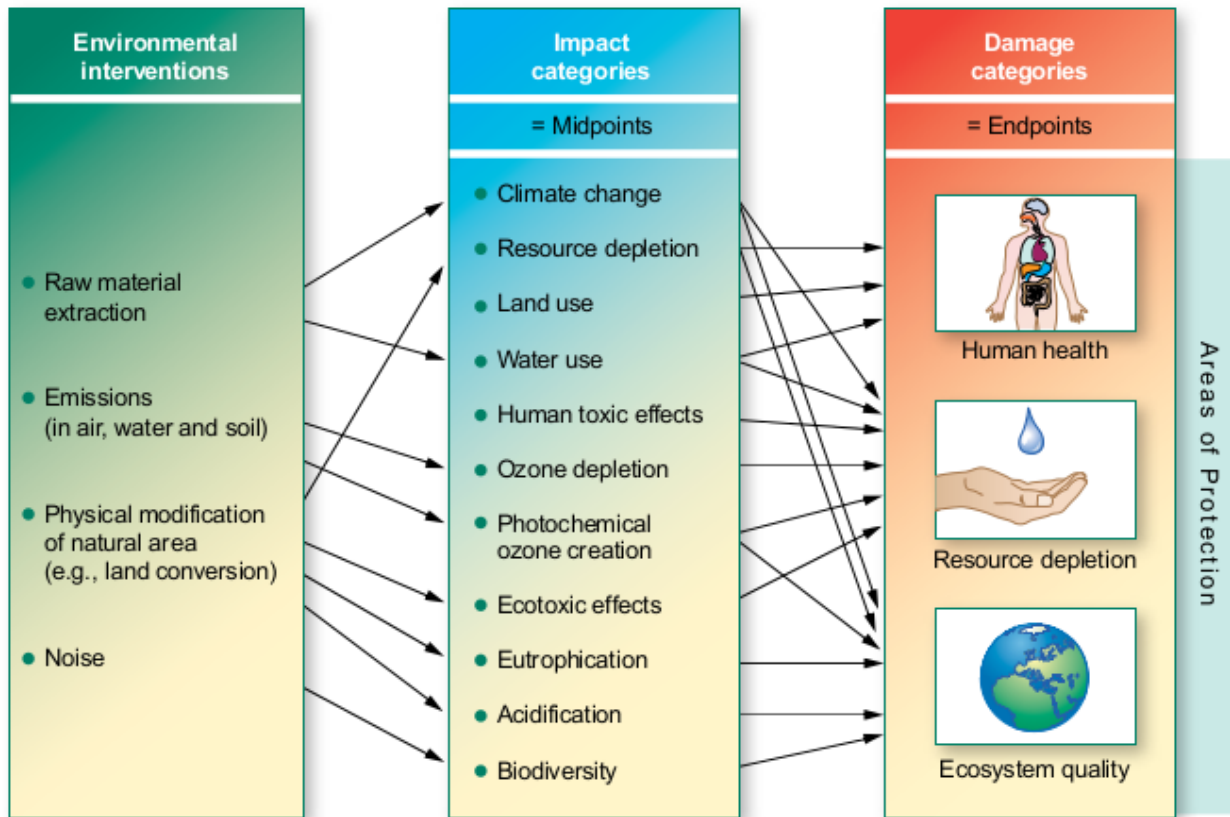 Environmental
interventions
Raw material
extraction
Emissions
(in air, water and soil)
Physical modification
of natural area
(e.g., land conversion)
Noise
Impact
categories
= Midpoints
Climate change
Resource depletion
Land use
Water use
Human toxic effects
Ozone depletion
Photochemical
ozone creation
Ecotoxic effects
Eutrophication
Acidification
Biodiversity
Damage
categories
= Endpoints
Human health
Resource depletion
Ecosystem quality
Areas of Protection